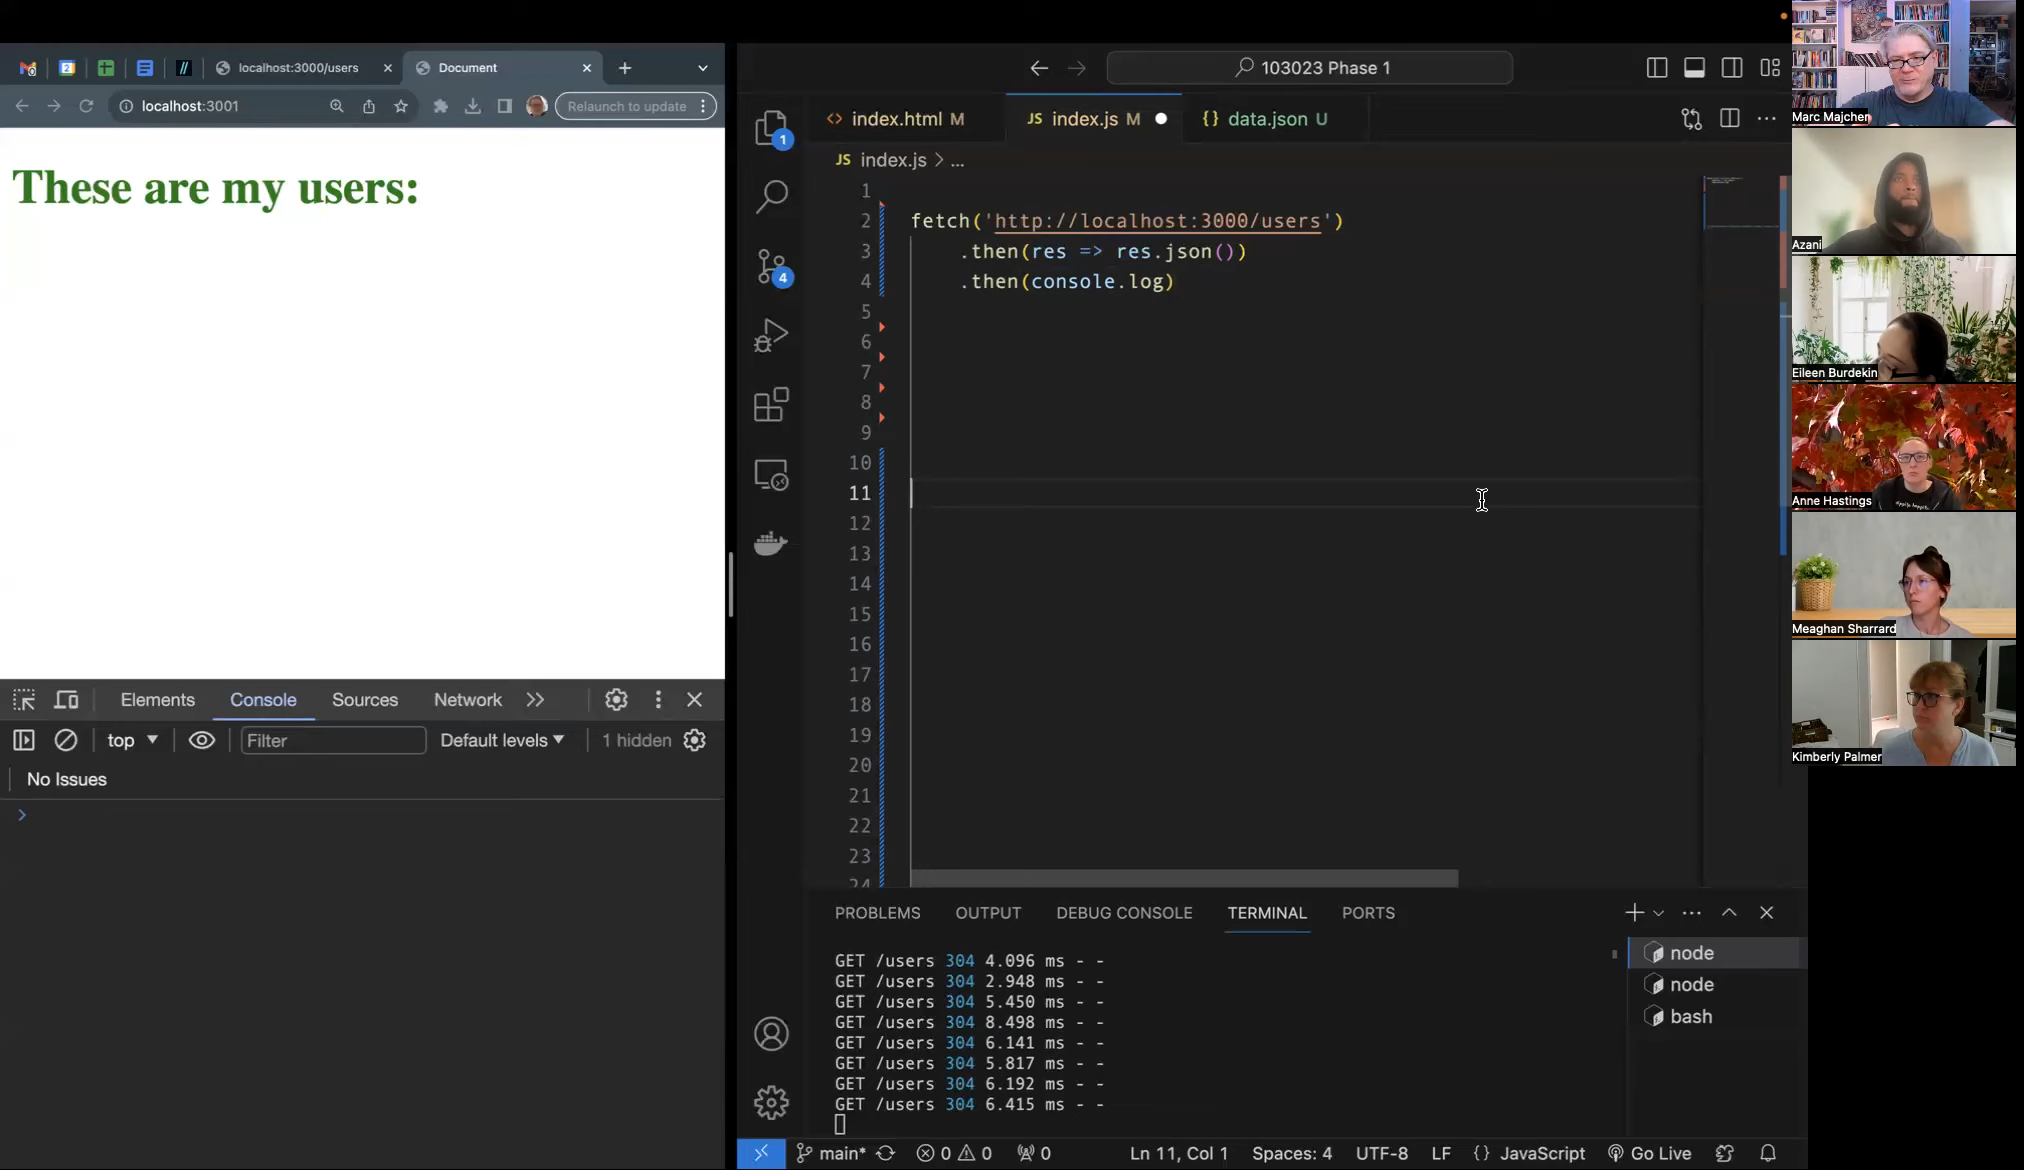 localhost:3000/users
Document
localhost:3001
Relaunch to update
These are my users:
Elements
Console
Sources
Network
top
Filter
Default levels
1 hidden
No Issues
103023 Phase 1
1
4
index.html M
JS index.js M
{} data.json U
JS index.js > ...
1
2 fetch('http://localhost:3000/users')
3 .then(res => res.json())
4 .then(console.log)
5
6
7
8
9
10
11
12
13
14
15
16
17
18
19
20
21
22
23
24
PROBLEMS
OUTPUT
DEBUG CONSOLE
TERMINAL
PORTS
GET /users 304 4.096 ms - -
GET /users 304 2.948 ms - -
GET /users 304 5.450 ms - -
GET /users 304 8.498 ms - -
GET /users 304 6.141 ms - -
GET /users 304 5.817 ms - -
GET /users 304 6.192 ms - -
GET /users 304 6.415 ms - -
node
node
bash
main*
0
0
0
Ln 11, Col 1
Spaces: 4
UTF-8
LF
{} JavaScript
Go Live
Marc Majcher
Azani
Eileen Burdekin
Anne Hastings
Meaghan Sharrard
Kimberly Palmer